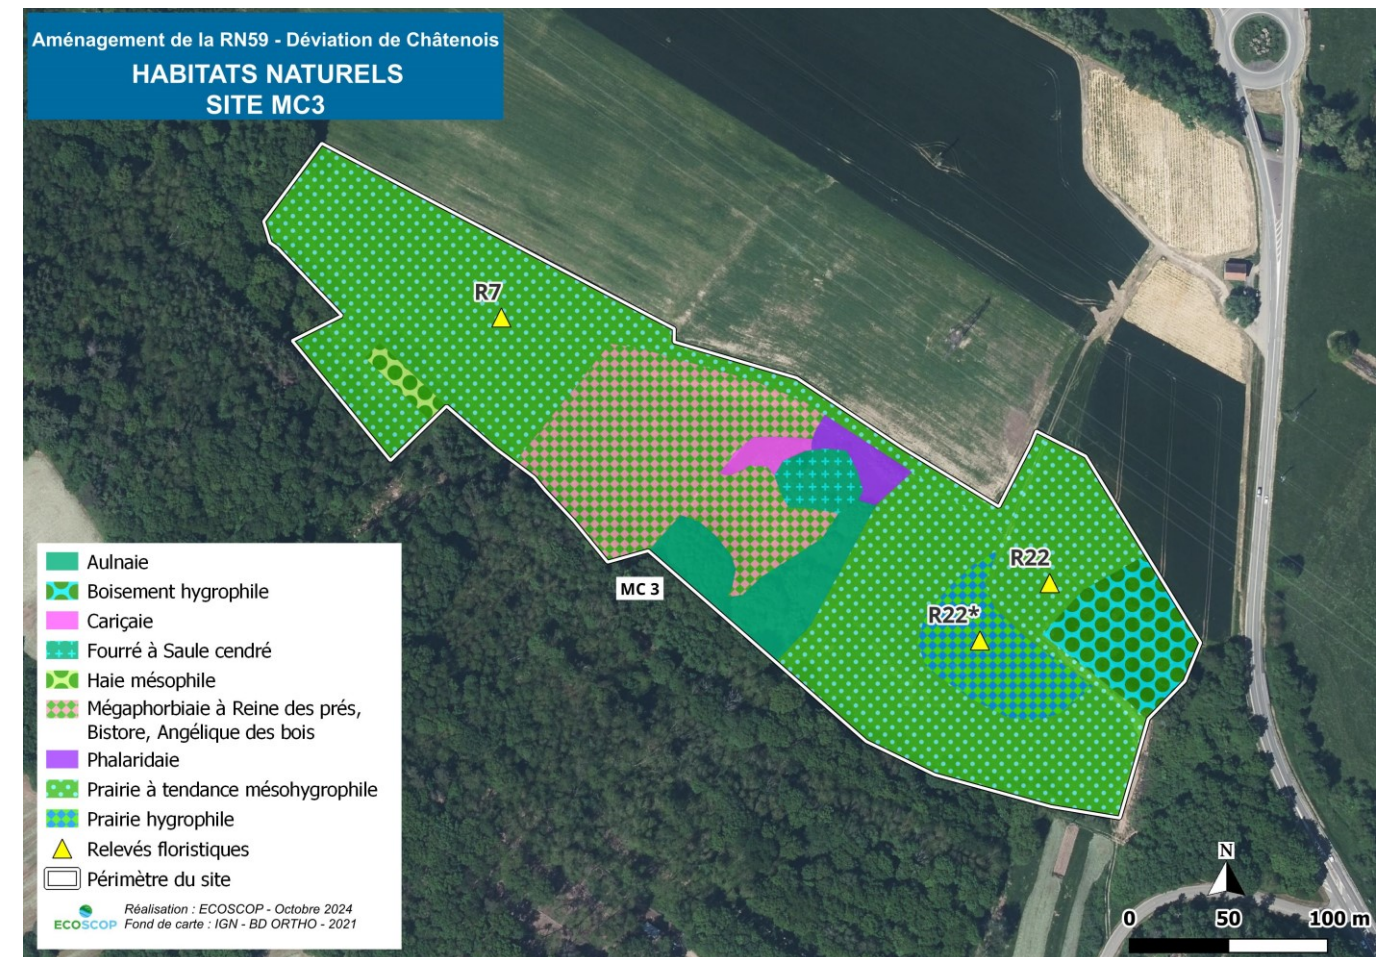 Aménagement de la RN59 - Déviation de Châtenois
HABITATS NATURELS
SITE MC3
R7
R22
R22*
MC 3
Aulnaie
Boisement hygrophile
Cariçaie
Fourré à Saule cendré
Haie mésophile
Mégaphorbiaie à Reine des prés,
Bistore, Angélique des bois
Phalaridaie
Prairie à tendance mésohygrophile
Prairie hygrophile
Relevés floristiques
Périmètre du site
ECOSCOP
Réalisation : ECOSCOP - Octobre 2024
Fond de carte : IGN - BD ORTHO - 2021
N
0 50 100 m